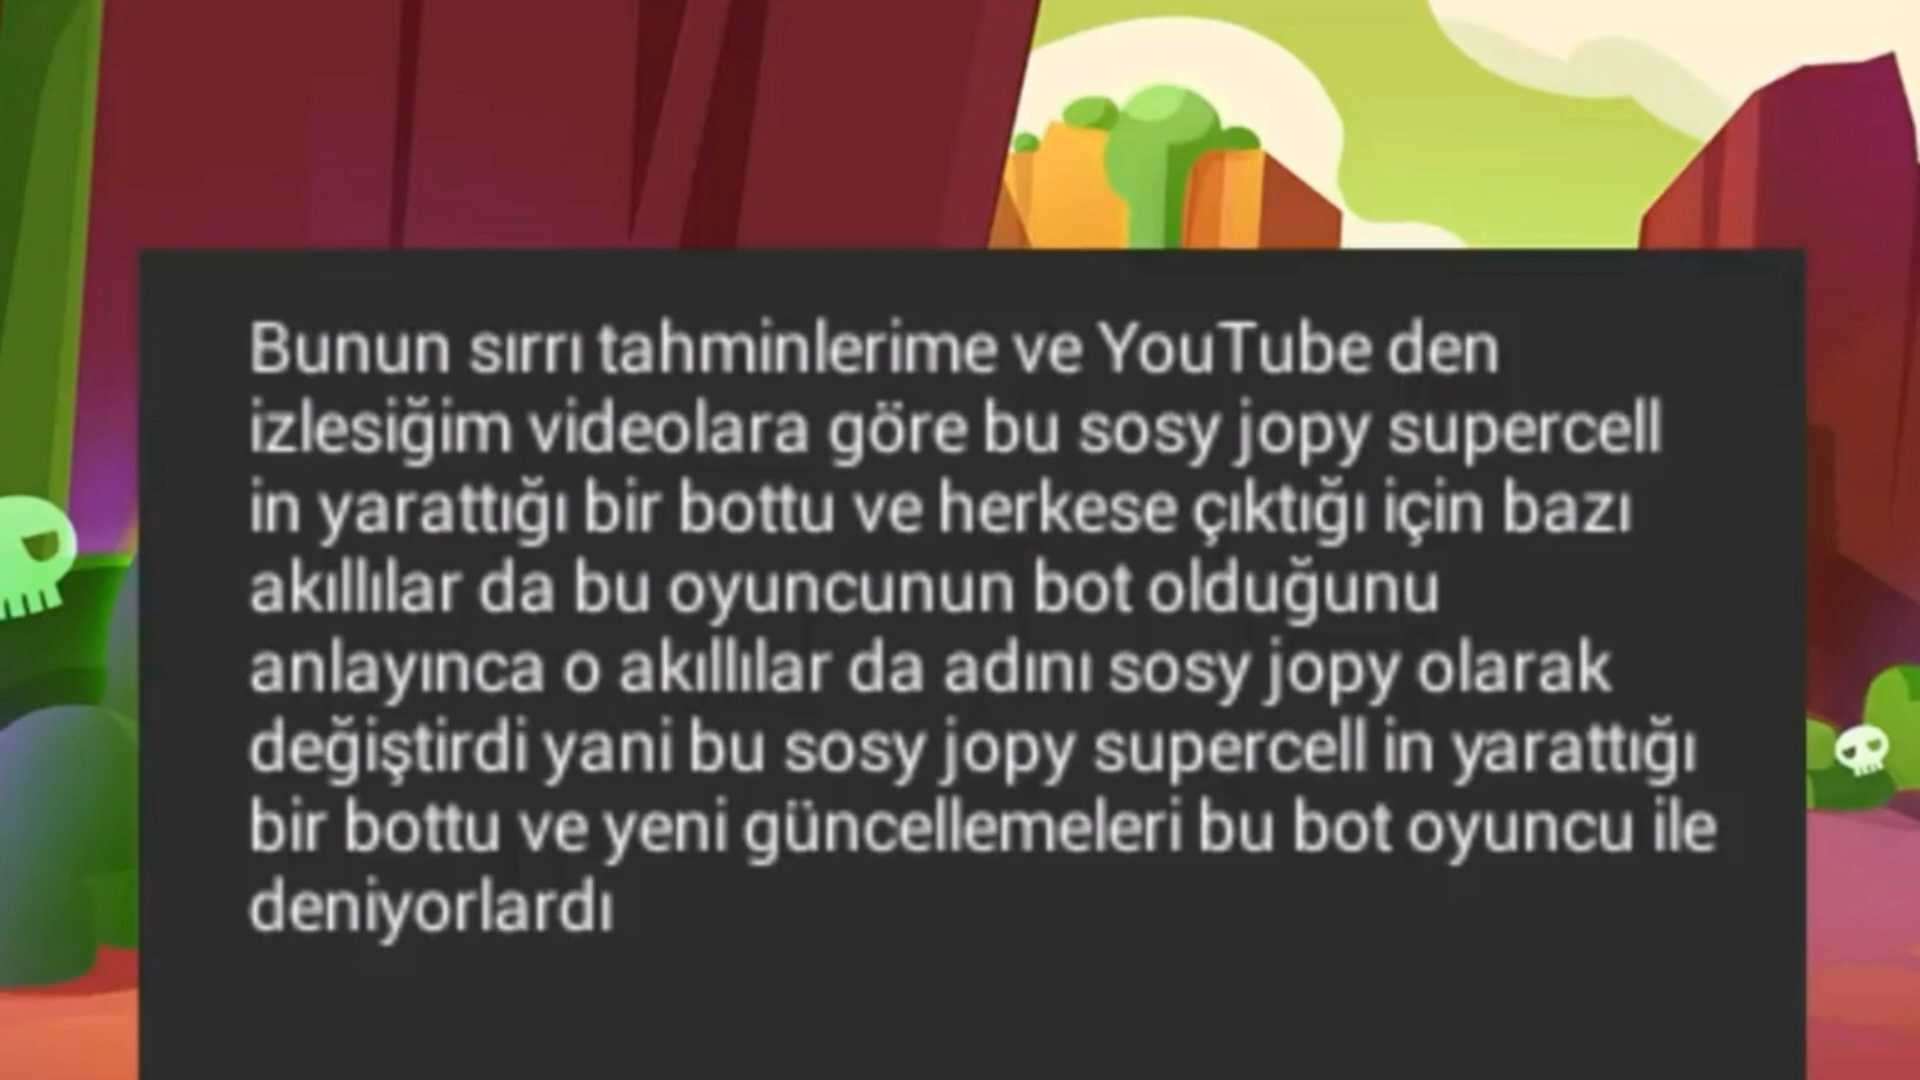 Bunun sırrı tahminlerime ve YouTube den
izlesiğim videolara göre bu sosy jopy supercell
in yarattığı bir bottu ve herkese çıktığı için bazı
akıllılar da bu oyuncunun bot olduğunu
anlayınca o akıllılar da adını sosy jopy olarak
değiştirdi yani bu sosy jopy supercell in yarattığı
bir bottu ve yeni güncellemeleri bu bot oyuncu ile
deniyorlardı